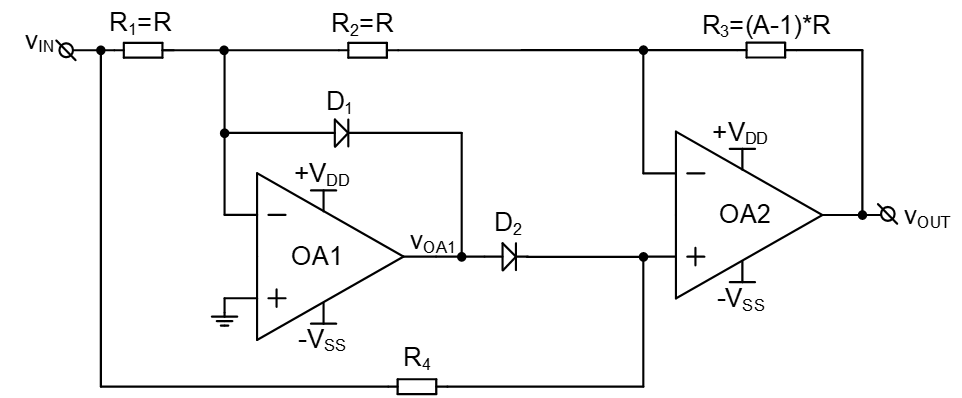 R₁=R
R₂=R
R₃=(A-1)*R
vIN
D₁
+VDD
+VDD
−
−
OA2
vOUT
D₂
OA1
vOA1
+
+
-VSS
-VSS
R₄